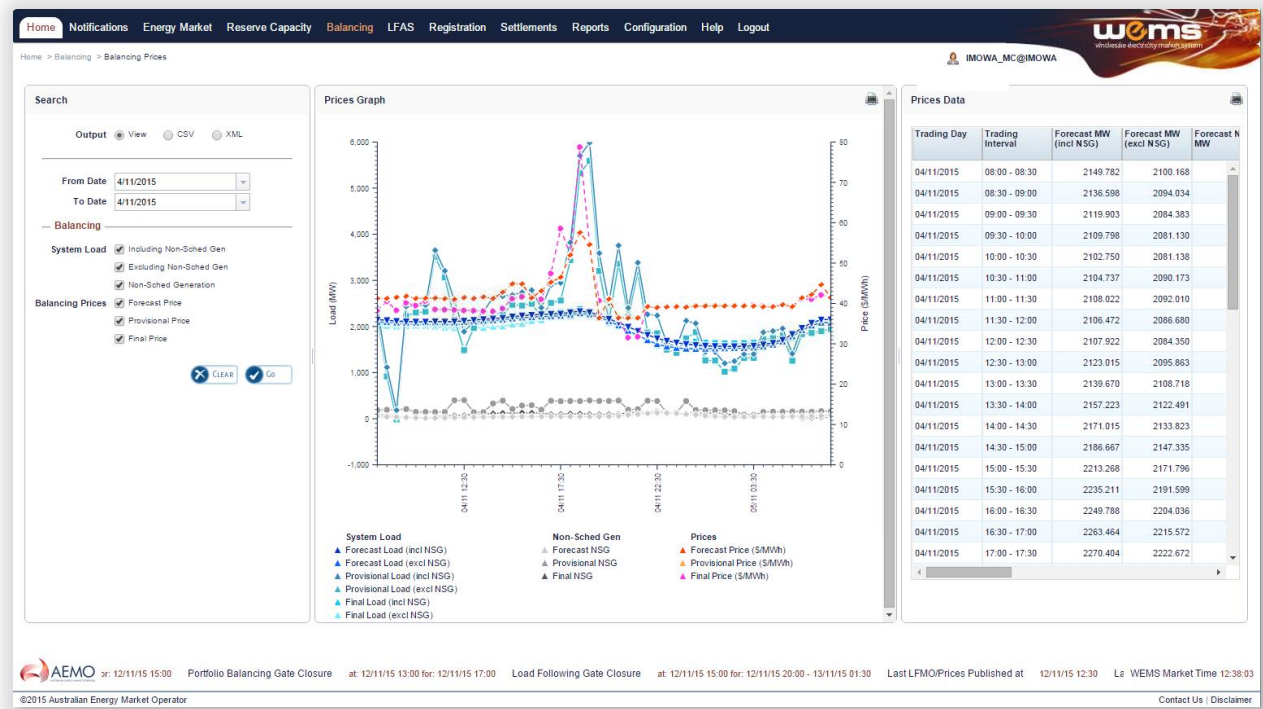 Home Notifications Energy Market Reserve Capacity Balancing LFAS Registration Settlements Reports Configuration Help Logout
wems
wholesale electricity market system
Home > Balancing > Balancing Prices
IMOWA_MC@IMOWA
Search
Output View CSV XML
From Date 4/11/2015
To Date 4/11/2015
Balancing
System Load Including Non-Sched Gen
Excluding Non-Sched Gen
Non-Sched Generation
Balancing Prices Forecast Price
Provisional Price
Final Price
CLEAR GO
Prices Graph
6,000
5,000
4,000
3,000
2,000
1,000
0
-1,000
Load (MW)
80
70
60
50
40
30
20
10
0
Price ($/MWh)
04/11 12:30
04/11 17:30
04/11 22:30
05/11 03:30
System Load
Forecast Load (incl NSG)
Forecast Load (excl NSG)
Provisional Load (incl NSG)
Provisional Load (excl NSG)
Final Load (incl NSG)
Final Load (excl NSG)
Non-Sched Gen
Forecast NSG
Provisional NSG
Final NSG
Prices
Forecast Price ($/MWh)
Provisional Price ($/MWh)
Final Price ($/MWh)
Prices Data
Trading Day Trading Interval Forecast MW (incl NSG) Forecast MW (excl NSG) Forecast N MW
04/11/2015 08:00 - 08:30 2149.782 2100.168
04/11/2015 08:30 - 09:00 2136.598 2094.034
04/11/2015 09:00 - 09:30 2119.903 2084.383
04/11/2015 09:30 - 10:00 2109.798 2081.130
04/11/2015 10:00 - 10:30 2102.750 2081.138
04/11/2015 10:30 - 11:00 2104.737 2090.173
04/11/2015 11:00 - 11:30 2108.022 2092.010
04/11/2015 11:30 - 12:00 2106.472 2086.680
04/11/2015 12:00 - 12:30 2107.922 2084.350
04/11/2015 12:30 - 13:00 2123.015 2095.863
04/11/2015 13:00 - 13:30 2139.670 2108.718
04/11/2015 13:30 - 14:00 2157.223 2122.491
04/11/2015 14:00 - 14:30 2171.015 2133.823
04/11/2015 14:30 - 15:00 2186.667 2147.335
04/11/2015 15:00 - 15:30 2213.268 2171.796
04/11/2015 15:30 - 16:00 2235.211 2191.599
04/11/2015 16:00 - 16:30 2249.788 2204.036
04/11/2015 16:30 - 17:00 2263.464 2215.572
04/11/2015 17:00 - 17:30 2270.404 2222.672
AEMO or: 12/11/15 15:00 Portfolio Balancing Gate Closure at: 12/11/15 13:00 for: 12/11/15 17:00 Load Following Gate Closure at: 12/11/15 15:00 for: 12/11/15 20:00 - 13/11/15 01:30 Last LFMO/Prices Published at 12/11/15 12:30 La WEMS Market Time 12:38:03
©2015 Australian Energy Market Operator
Contact Us | Disclaimer